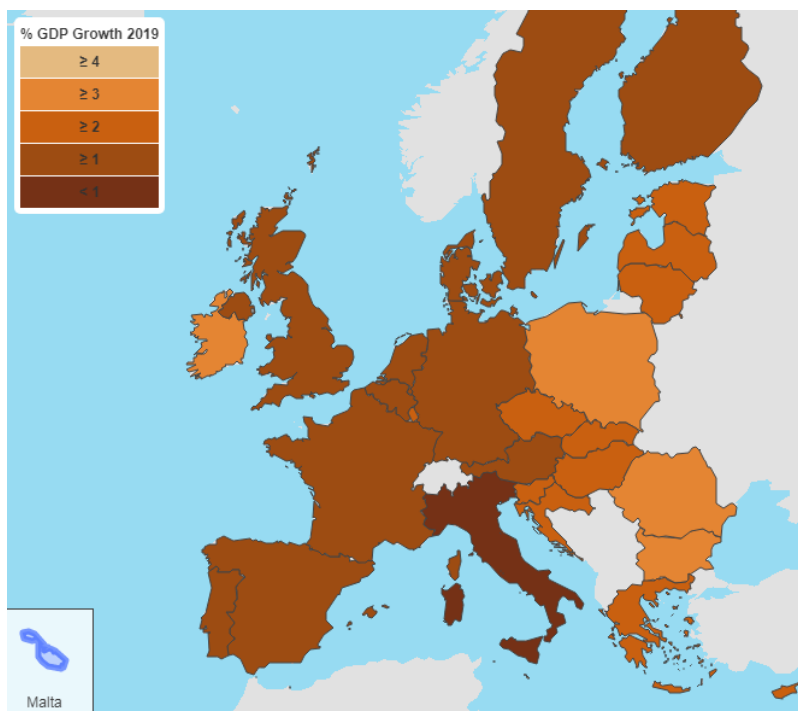 % GDP Growth 2019
≥ 4
≥ 3
≥ 2
≥ 1
< 1
Malta